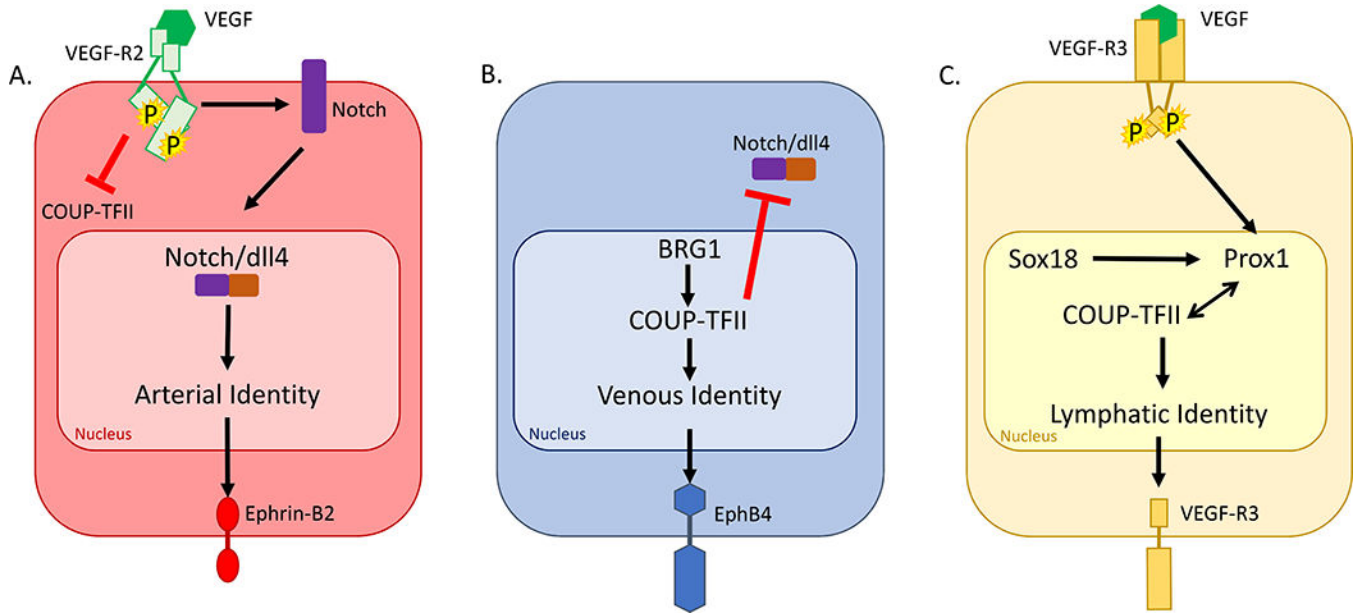 A.
VEGF
VEGF-R2
P
P
Notch
COUP-TFII
Notch/dll4
Arterial Identity
Nucleus
Ephrin-B2
B.
Notch/dll4
BRG1
COUP-TFII
Venous Identity
Nucleus
EphB4
C.
VEGF
VEGF-R3
P
P
Sox18
Prox1
COUP-TFII
Lymphatic Identity
Nucleus
VEGF-R3